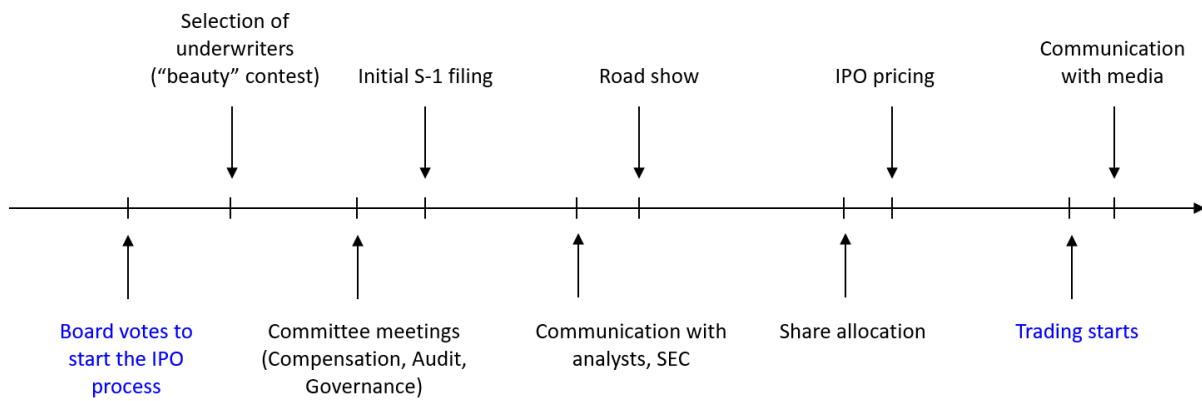 Selection of
underwriters
(“beauty” contest)
Initial S-1 filing
Road show
IPO pricing
Communication
with media
Board votes to
start the IPO
process
Committee meetings
(Compensation, Audit,
Governance)
Communication with
analysts, SEC
Share allocation
Trading starts